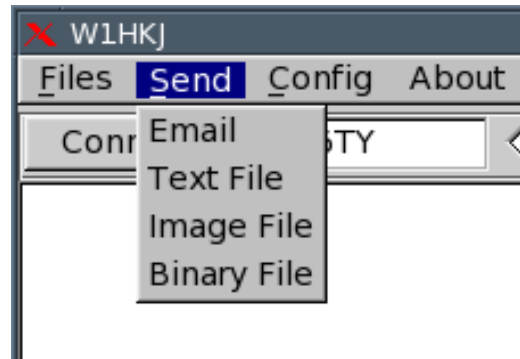 W1HKJ
Files Send Config About
Email
Text File
Image File
Binary File